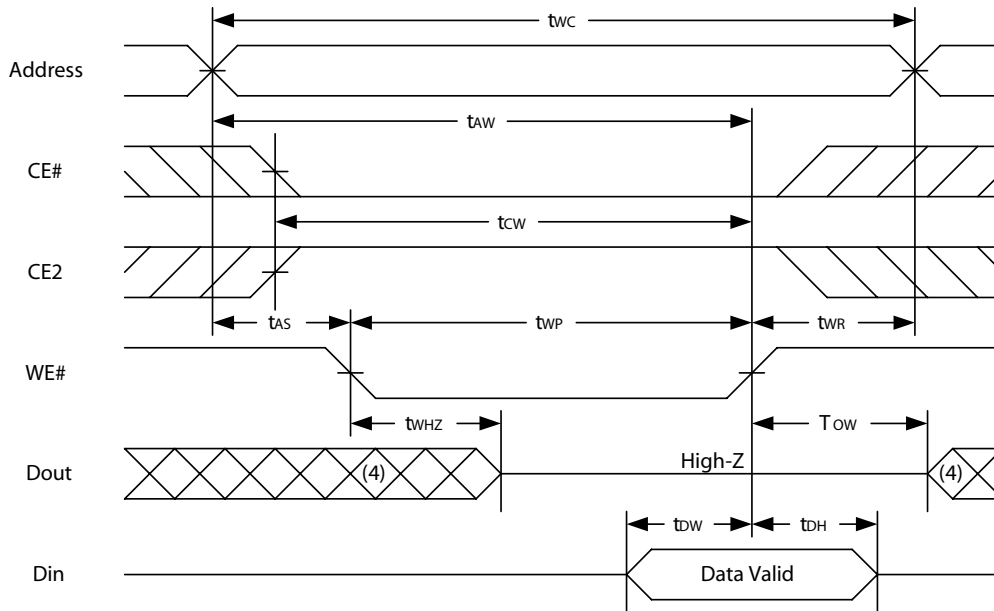 tWC
Address
tAW
CE#
tCW
CE2
tAS
tWP
tWR
WE#
tWHZ
TOW
Dout
(4)
High-Z
(4)
tDW
tDH
Din
Data Valid